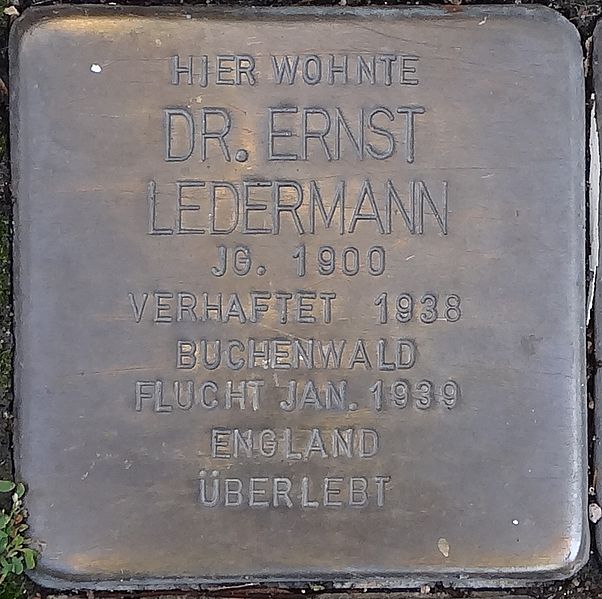 HIER WOHNTE
DR. ERNST
LEDERMANN
JG. 1900
VERHAFTET 1938
BUCHENWALD
FLUCHT JAN. 1939
ENGLAND
ÜBERLEBT